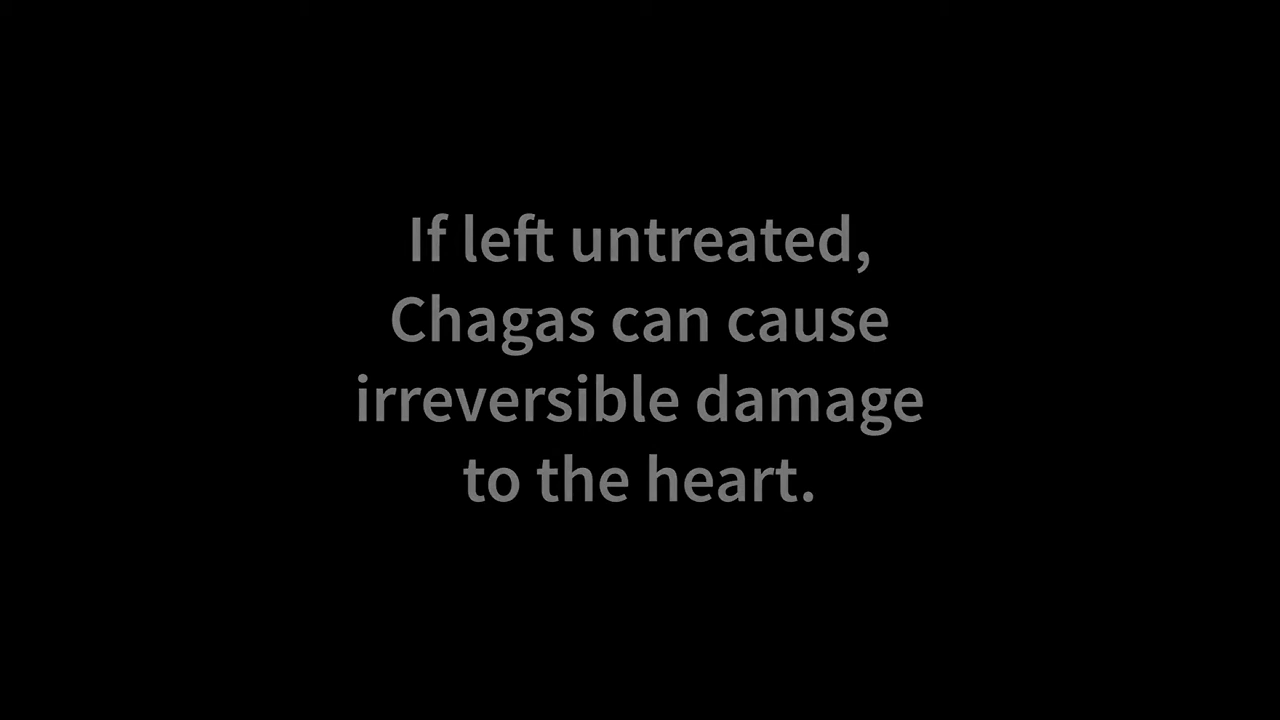 If left untreated,
Chagas can cause
irreversible damage
to the heart.